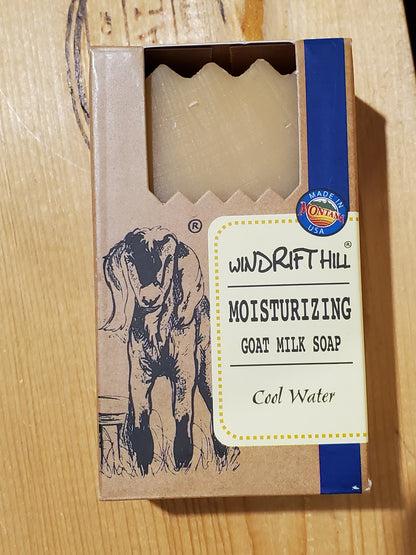 MADE IN
MONTANA
USA
®
WINDRIFT HILL®
MOISTURIZING
GOAT MILK SOAP
Cool Water